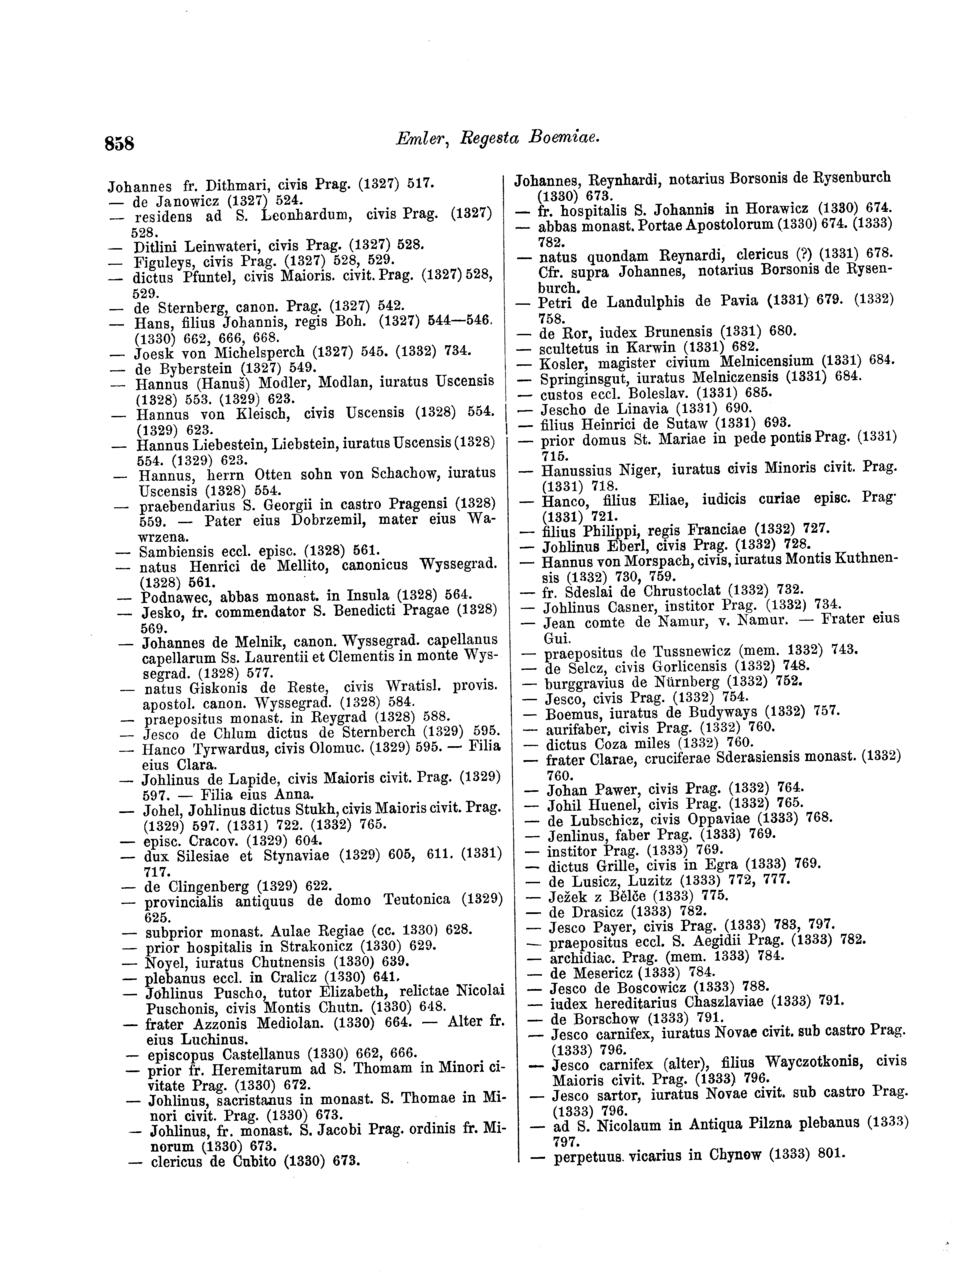 858
Emler, Regesta Boemiae.
Johannes fr. Dithmari, civis Prag. (1327) 517.
— de Janowicz (1327) 524.
— residens ad S. Leonhardum, civis Prag. (1327)
528.
— Ditlini Leinwateri, civis Prag. (1327) 528.
— Figuleys, civis Prag. (1327) 528, 529.
— dictus Pfuntel, civis Maioris. civit. Prag. (1327) 528,
529.
— de Sternberg, canon. Prag. (1327) 542.
— Hans, filius Johannis, regis Boh. (1327) 544—546.
(1330) 662, 666, 668.
— Joesk von Michelsperch (1327) 545. (1332) 734.
— de Byberstein (1327) 549.
— Hannus (Hanuš) Modler, Modlan, iuratus Uscensis
(1328) 553. (1329) 623.
— Hannus von Kleisch, civis Uscensis (1328) 554.
(1329) 623.
— Hannus Liebestein, Liebstein, iuratus Uscensis (1328)
554. (1329) 623.
— Hannus, herrn Otten sohn von Schachow, iuratus
Uscensis (1328) 554.
— praebendarius S. Georgii in castro Pragensi (1328)
559. — Pater eius Dobrzemil, mater eius Wa-
wrzena.
— Sambiensis eccl. episc. (1328) 561.
— natus Henrici de Mellito, canonicus Wyssegrad.
(1328) 561.
— Podnawec, abbas monast. in Insula (1328) 564.
— Jesko, fr. commendator S. Benedicti Pragae (1328)
569.
— Johannes de Melnik, canon. Wyssegrad. capellanus
capellarum Ss. Laurentii et Clementis in monte Wys-
segrad. (1328) 577.
— natus Giskonis de Reste, civis Wratisl. provis.
apostol. canon. Wyssegrad. (1328) 584.
— praepositus monast. in Reygrad (1328) 588.
— Jesco de Chlum dictus de Sternberch (1329) 595.
— Hanco Tyrwardus, civis Olomuc. (1329) 595. — Filia
eius Clara.
— Johlinus de Lapide, civis Maioris civit. Prag. (1329)
597. — Filia eius Anna.
— Johel, Johlinus dictus Stukh, civis Maioris civit. Prag.
(1329) 597. (1331) 722. (1332) 765.
— episc. Cracov. (1329) 604.
— dux Silesiae et Stynaviae (1329) 605, 611. (1331)
717.
— de Clingenberg (1329) 622.
— provincialis antiquus de domo Teutonica (1329)
625.
— subprior monast. Aulae Regiae (cc. 1330) 628.
— prior hospitalis in Strakonicz (1330) 629.
— Noyel, iuratus Chutnensis (1330) 639.
— plebanus eccl. in Cralicz (1330) 641.
— Johlinus Puscho, tutor Elizabeth, relictae Nicolai
Puschonis, civis Montis Chutn. (1330) 648.
— frater Azzonis Mediolan. (1330) 664. — Alter fr.
eius Luchinus.
— episcopus Castellanus (1330) 662, 666.
— prior fr. Heremitarum ad S. Thomam in Minori ci-
vitate Prag. (1330) 672.
— Johlinus, sacristanus in monast. S. Thomae in Mi-
nori civit. Prag. (1330) 673.
— Johlinus, fr. monast. S. Jacobi Prag. ordinis fr. Mi-
norum (1330) 673.
— clericus de Cubito (1330) 673.
Johannes, Reynhardi, notarius Borsonis de Rysenburch
(1330) 673.
— fr. hospitalis S. Johannis in Horawicz (1330) 674.
— abbas monast. Portae Apostolorum (1330) 674. (1333)
782.
— natus quondam Reynardi, clericus (?) (1331) 678.
Cfr. supra Johannes, notarius Borsonis de Rysen-
burch.
— Petri de Landulphis de Pavia (1331) 679. (1332)
758.
— de Ror, iudex Brunensis (1331) 680.
— scultetus in Karwin (1331) 682.
— Kosler, magister civium Melnicensium (1331) 684.
— Springinsgut, iuratus Melniczensis (1331) 684.
— custos eccl. Boleslav. (1331) 685.
— Jescho de Linavia (1331) 690.
— filius Heinrici de Sutaw (1331) 693.
— prior domus St. Mariae in pede pontis Prag. (1331)
715.
— Hanussius Niger, iuratus civis Minoris civit. Prag.
(1331) 718.
— Hanco, filius Eliae, iudicis curiae episc. Prag·
(1331) 721.
— filius Philippi, regis Franciae (1332) 727.
— Johlinus Eberl, civis Prag. (1332) 728.
— Hannus von Morspach, civis, iuratus Montis Kuthnen-
sis (1332) 730, 759.
— fr. Sdeslai de Chrustoclat (1332) 732.
— Johlinus Casner, institor Prag. (1332) 734.
— Jean comte de Namur, v. Namur. — Frater eius
Gui.
— praepositus de Tussnewicz (mem. 1332) 743.
— de Selcz, civis Gorlicensis (1332) 748.
— burggravius de Nürnberg (1332) 752.
— Jesco, civis Prag. (1332) 754.
— Boemus, iuratus de Budyways (1332) 757.
— aurifaber, civis Prag. (1332) 760.
— dictus Coza miles (1332) 760.
— frater Clarae, cruciferae Sderasiensis monast. (1332)
760.
— Johan Pawer, civis Prag. (1332) 764.
— Johil Huenel, civis Prag. (1332) 765.
— de Lubschicz, civis Oppaviae (1333) 768.
— Jenlinus, faber Prag. (1333) 769.
— institor Prag. (1333) 769.
— dictus Grille, civis in Egra (1333) 769.
— de Lusicz, Luzitz (1333) 772, 777.
— Ježek z Bělče (1333) 775.
— de Drasicz (1333) 782.
— Jesco Payer, civis Prag. (1333) 783, 797.
— praepositus eccl. S. Aegidii Prag. (1333) 782.
— archidiac. Prag. (mem. 1333) 784.
— de Mesericz (1333) 784.
— Jesco de Boscowicz (1333) 788.
— iudex hereditarius Chaszlaviae (1333) 791.
— de Borschow (1333) 791.
— Jesco carnifex, iuratus Novae civit. sub castro Prag.
(1333) 796.
— Jesco carnifex (alter), filius Wayczotkonis, civis
Maioris civit. Prag. (1333) 796.
— Jesco sartor, iuratus Novae civit. sub castro Prag.
(1333) 796.
— ad S. Nicolaum in Antiqua Pilzna plebanus (1333)
797.
— perpetuus. vicarius in Chynow (1333) 801.